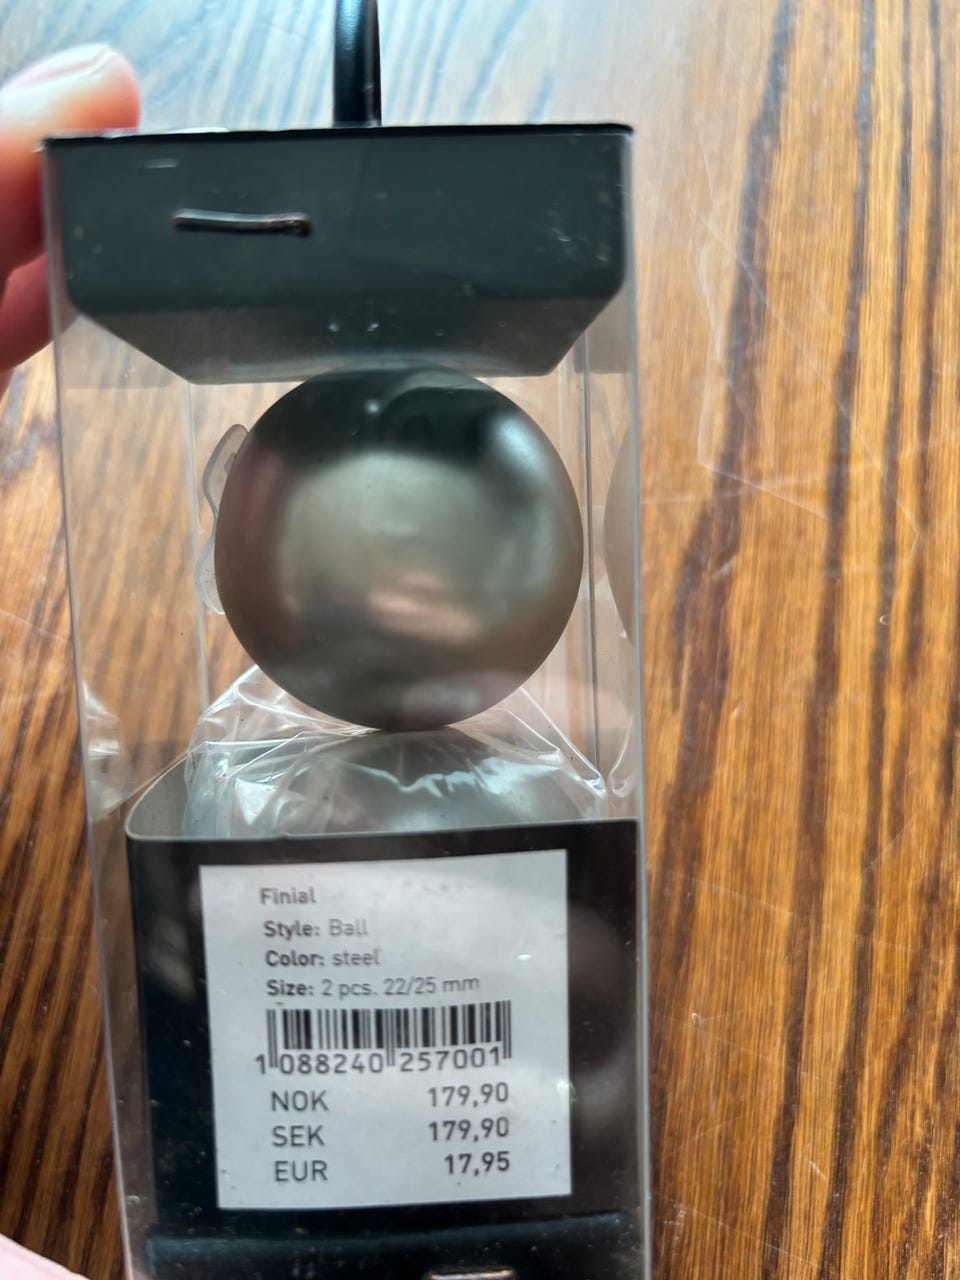 Finial
Style: Ball
Color: steel
Size: 2 pcs. 22/25 mm
1 088240 257001
NOK 179,90
SEK 179,90
EUR 17,95